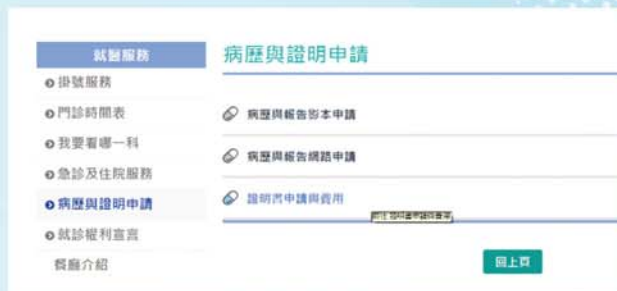 就醫服務
掛號服務
門診時間表
我要看哪一科
急診及住院服務
病歷與證明申請
就診權利宣言
餐廳介紹
病歷與證明申請
病歷與報告影本申請
病歷與報告網路申請
證明書申請與費用
回上頁